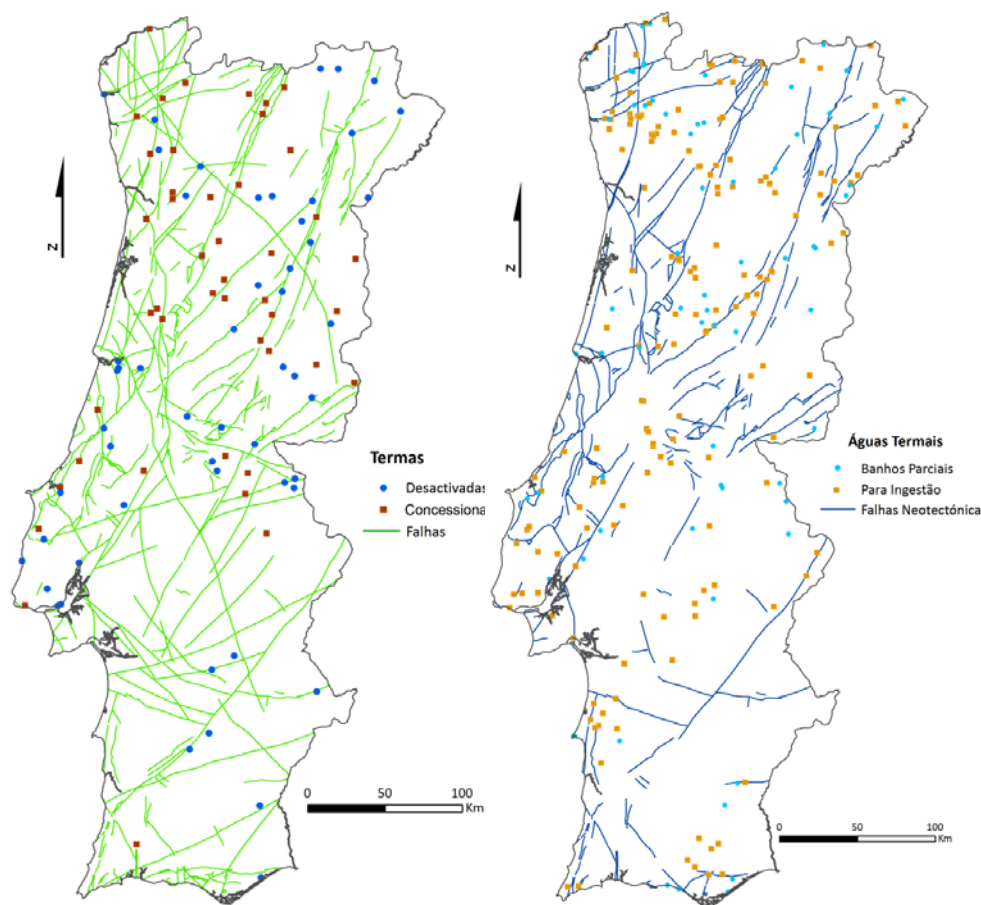 N
Termas
Desactivadas
Concessiona
Falhas
0 50 100
Km
N
Águas Termais
Banhos Parciais
Para Ingestão
Falhas Neotectónica
0 50 100
Km